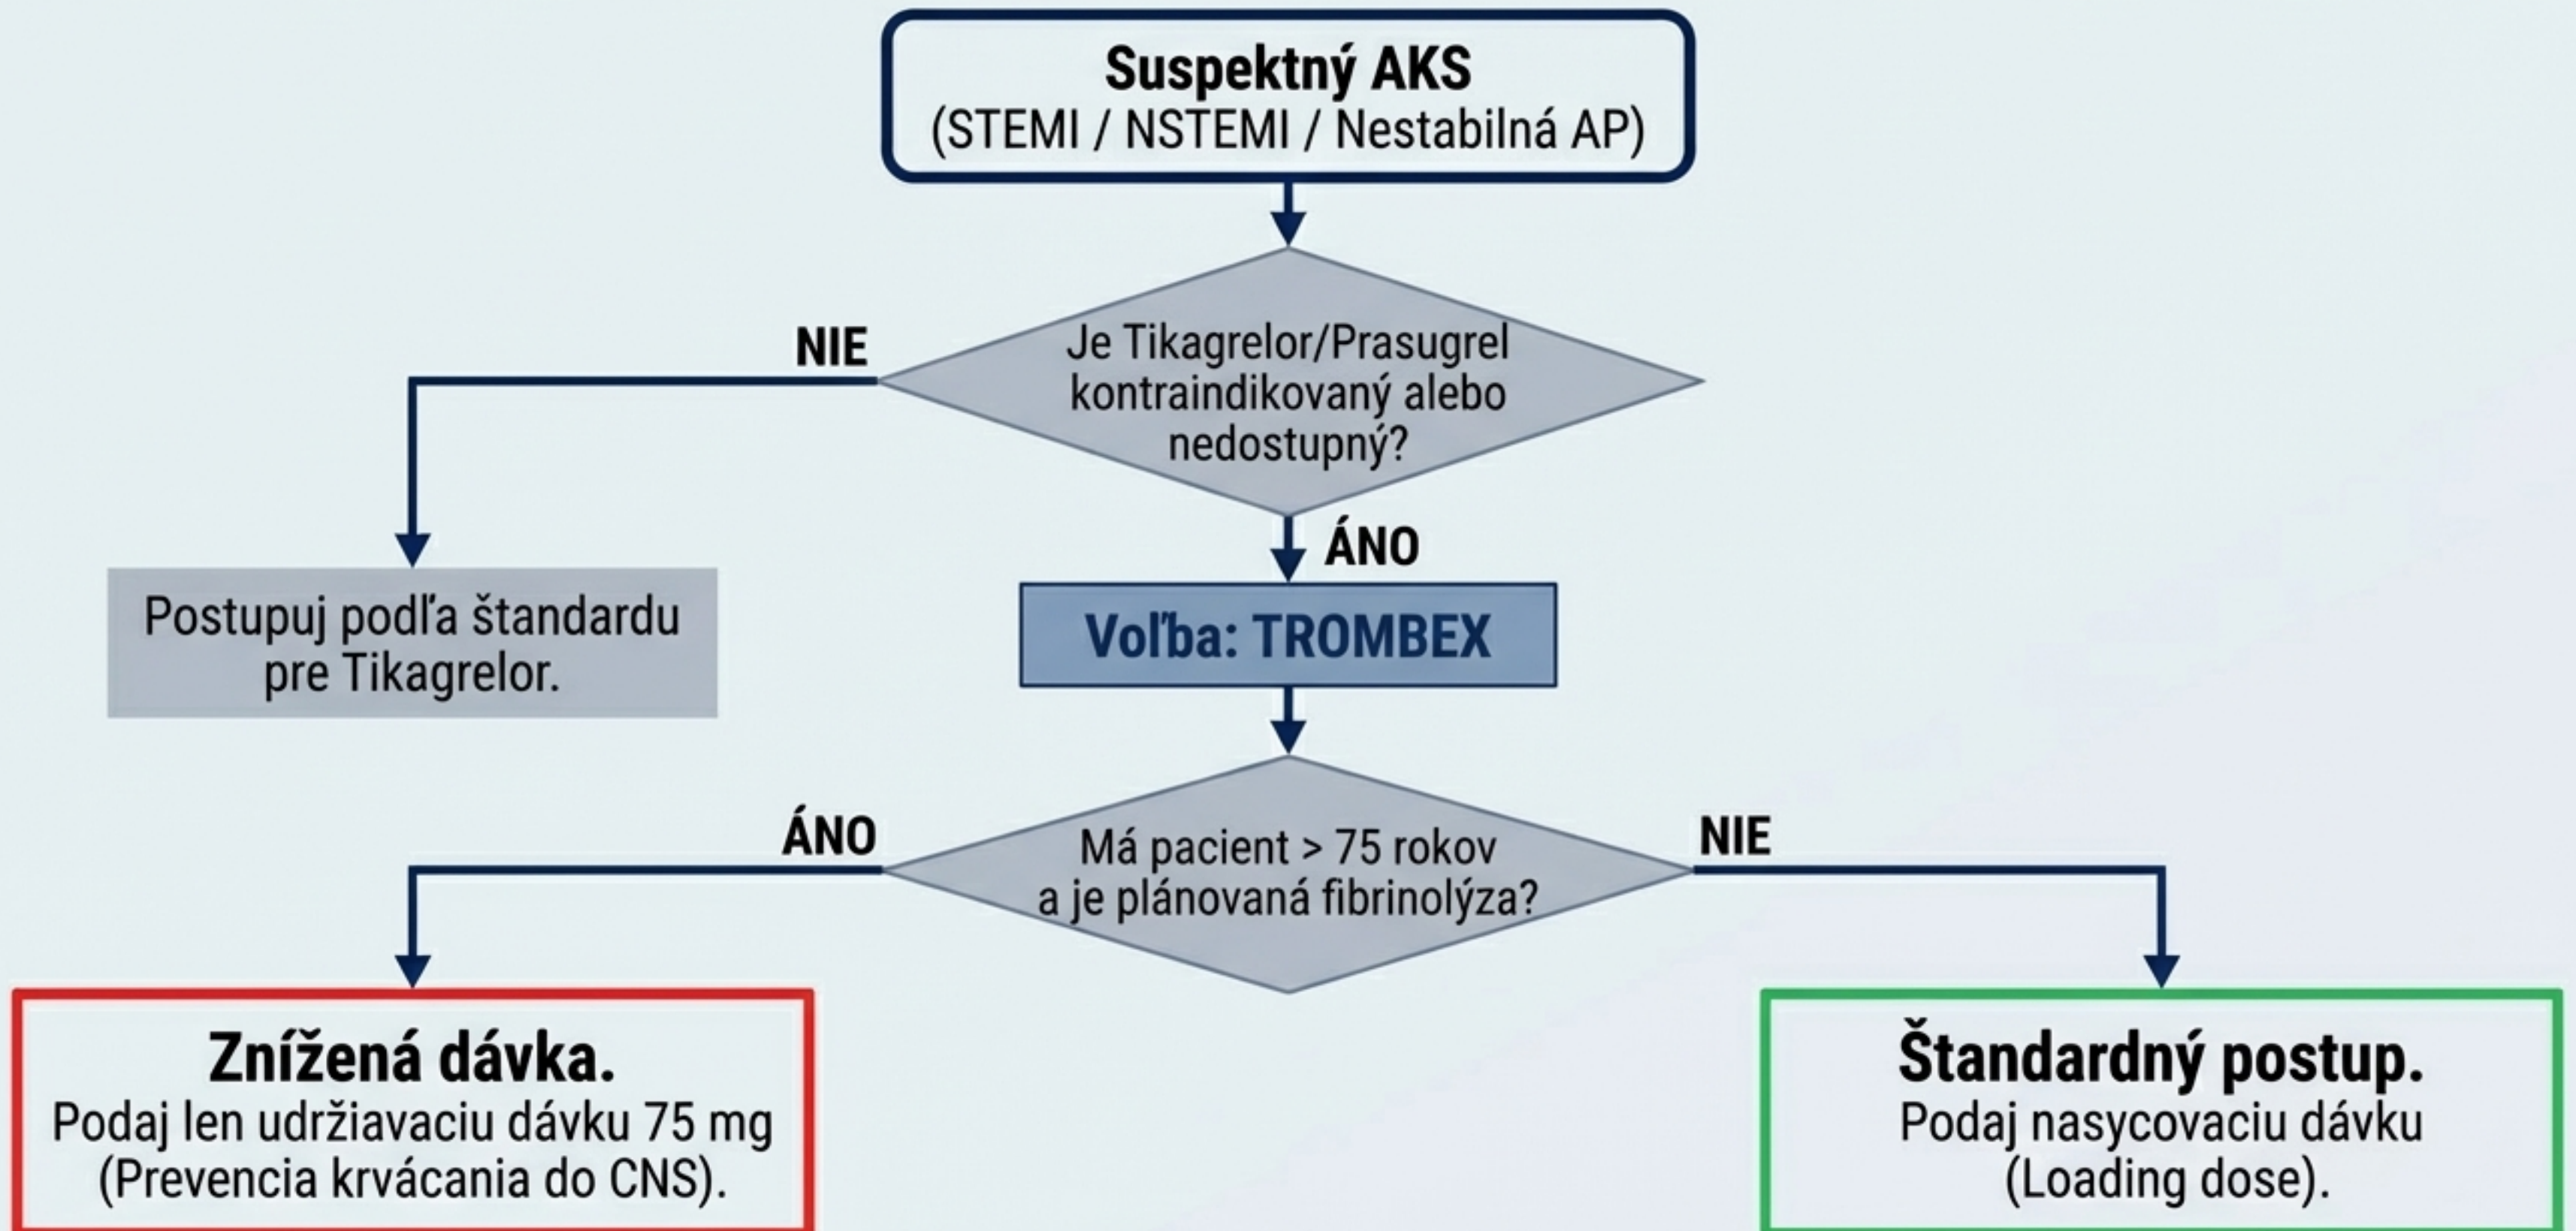 Suspektný AKS
(STEMI / NSTEMI / Nestabilná AP)
NIE
Je Tikagrelor/Prasugrel
kontraindikovaný alebo
nedostupný?
ÁNO
Postupuj podľa štandardu
pre Tikagrelor.
Voľba: TROMBEX
ÁNO
Má pacient > 75 rokov
a je plánovaná fibrinolýza?
NIE
Znížená dávka.
Podaj len udržiavaciu dávku 75 mg
(Prevencia krvácania do CNS).
Štandardný postup.
Podaj nasycovaciu dávku
(Loading dose).